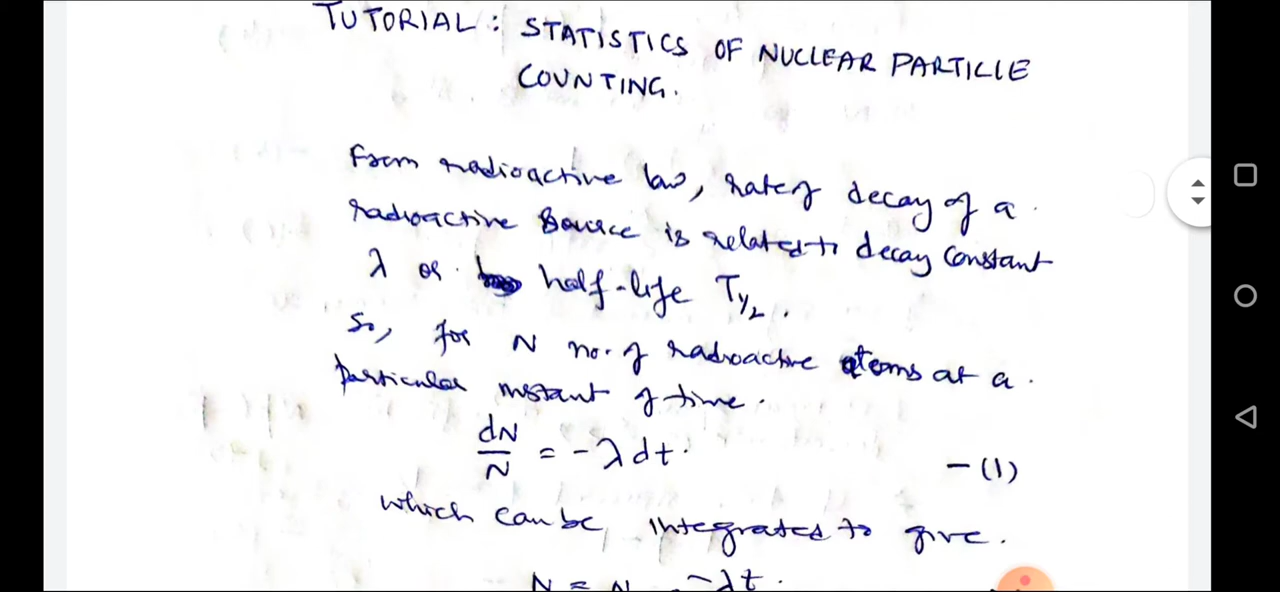 TUTORIAL: STATISTICS OF NUCLEAR PARTICLE
COUNTING.
From radioactive law, rate of decay of a
radioactive source is related to decay constant
λ or half-life T1/2.
So, for N no. of radioactive atoms at a
particular instant of time.
dN/N = -λdt. -(1)
which can be integrated to give.
N = N -λt.